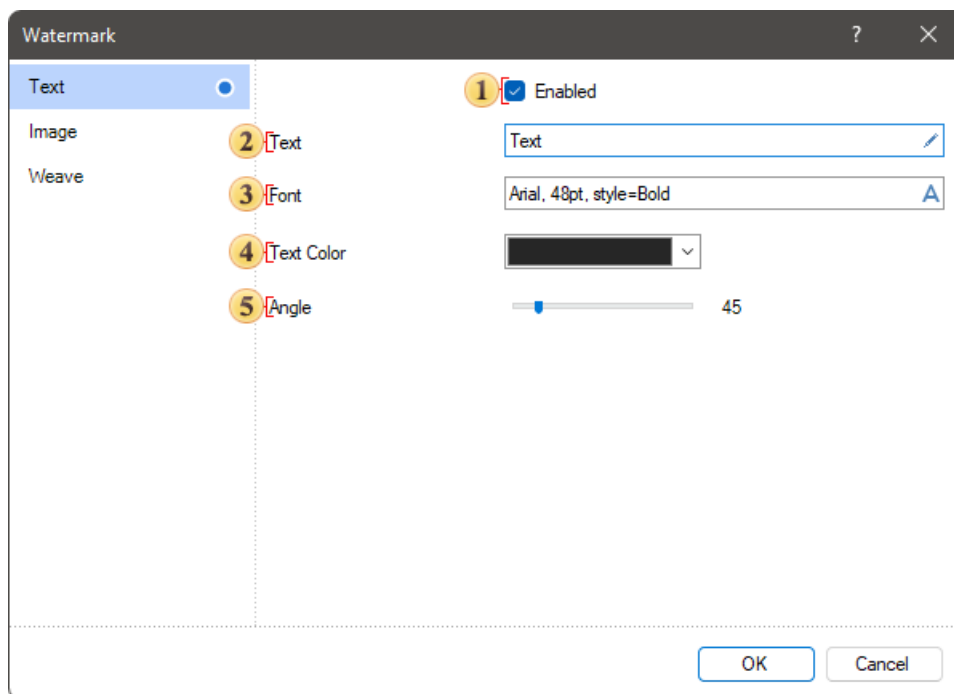 Watermark ?
Text
1 Enabled
Image
2 Text Text
Weave
3 Font Arial, 48pt, style=Bold A
4 Text Color
5 Angle 45
OK Cancel